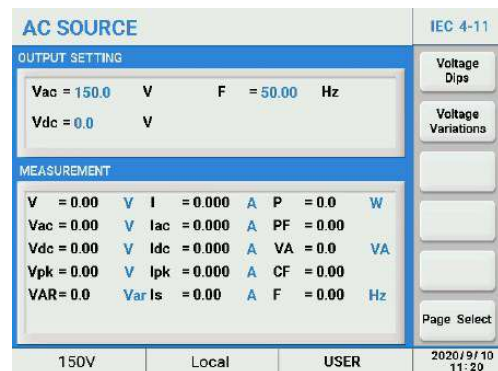 AC SOURCE
IEC 4-11
OUTPUT SETTING
Vac = 150.0 V F = 50.00 Hz
Vdc = 0.0 V
Voltage
Dips
Voltage
Variations
MEASUREMENT
V = 0.00 V I = 0.000 A P = 0.0 W
Vac = 0.00 V Iac = 0.000 A PF = 0.00
Vdc = 0.00 V Idc = 0.000 A VA = 0.0 VA
Vpk = 0.00 V Ipk = 0.000 A CF = 0.00
VAR= 0.0 Var Is = 0.00 A F = 0.00 Hz
Page Select
150V Local USER
2020/9/10
11:20